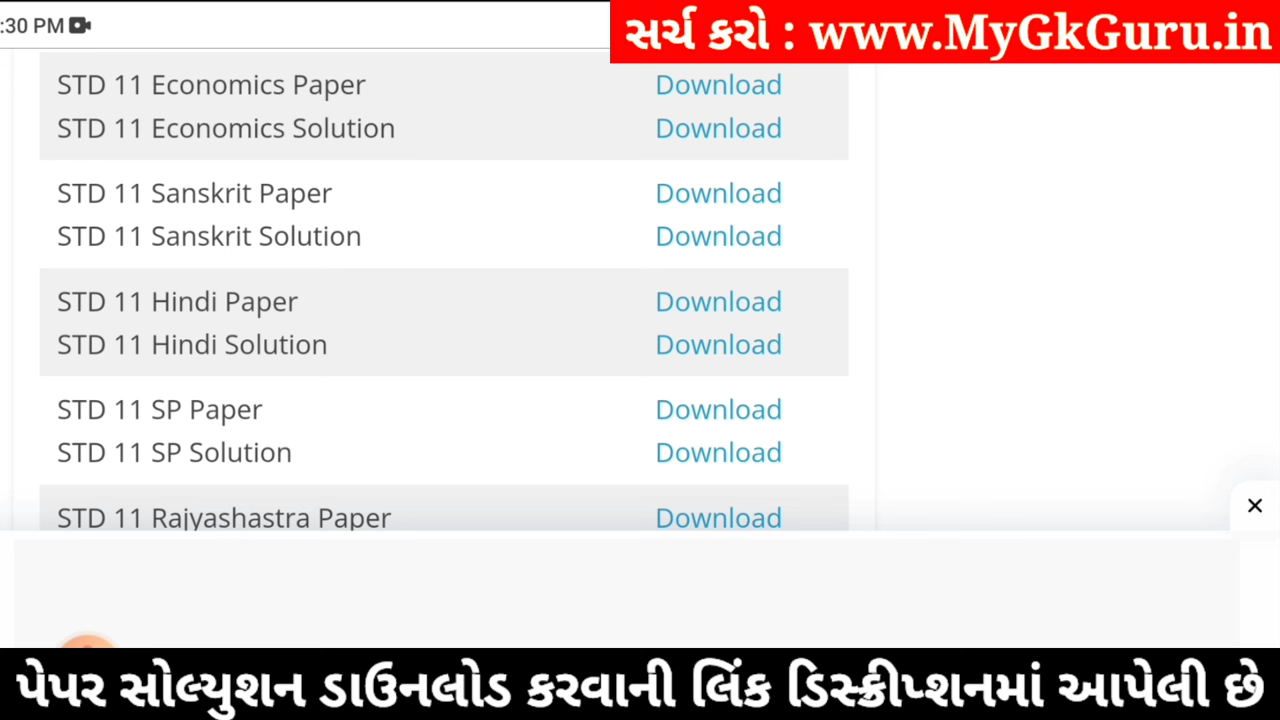 :30 PM
સર્ચ કરો : www.MyGkGuru.in
STD 11 Economics Paper Download
STD 11 Economics Solution Download
STD 11 Sanskrit Paper Download
STD 11 Sanskrit Solution Download
STD 11 Hindi Paper Download
STD 11 Hindi Solution Download
STD 11 SP Paper Download
STD 11 SP Solution Download
STD 11 Rajyashastra Paper Download
પેપર સોલ્યુશન ડાઉનલોડ કરવાની લિંક ડિસ્ક્રીપ્શનમાં આપેલી છે